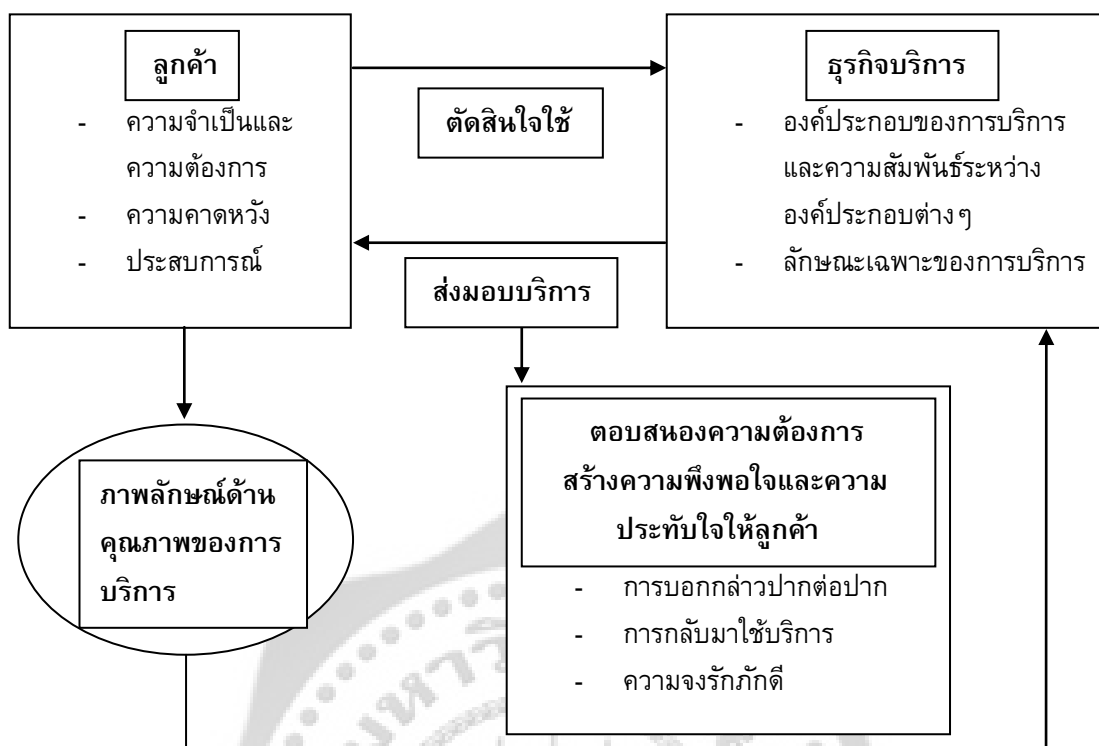 ลูกค้า
- ความจำเป็นและ
ความต้องการ
- ความคาดหวัง
- ประสบการณ์
ตัดสินใจใช้
ธุรกิจบริการ
- องค์ประกอบของการบริการ
และความสัมพันธ์ระหว่าง
องค์ประกอบต่างๆ
- ลักษณะเฉพาะของการบริการ
ส่งมอบบริการ
ภาพลักษณ์ด้าน
คุณภาพของการ
บริการ
ตอบสนองความต้องการ
สร้างความพึงพอใจและความ
ประทับใจให้ลูกค้า
- การบอกกล่าวปากต่อปาก
- การกลับมาใช้บริการ
- ความจงรักภักดี